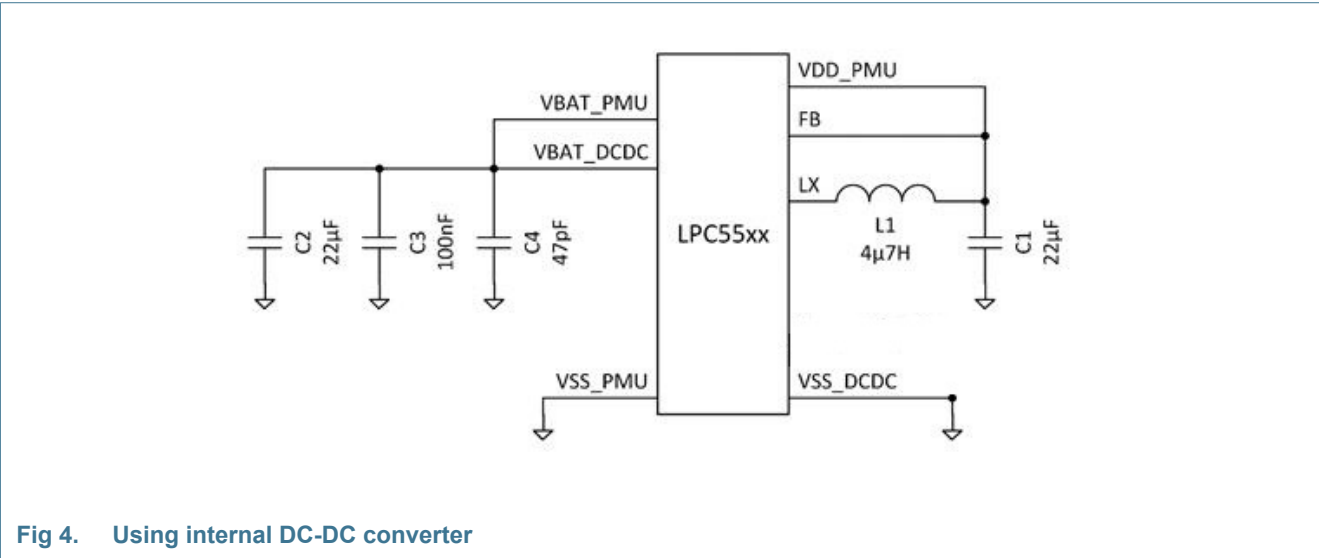 VDD_PMU
VBAT_PMU
FB
VBAT_DCDC
LX
C2
22µF
C3
100nF
C4
47pF
LPC55xx
L1
4µ7H
C1
22µF
VSS_PMU
VSS_DCDC
Fig 4. Using internal DC-DC converter